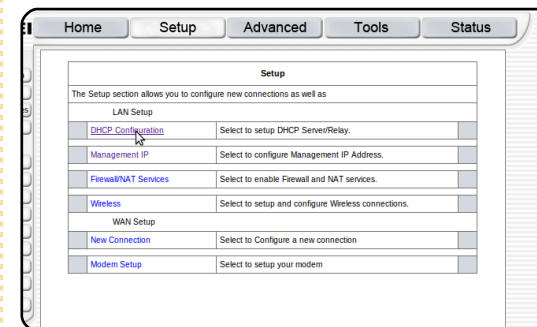 EI
Home Setup Advanced Tools Status
Setup
The Setup section allows you to configure new connections as well as
LAN Setup
DHCP Configuration Select to setup DHCP Server/Relay.
Management IP Select to configure Management IP Address.
Firewall/NAT Services Select to enable Firewall and NAT services.
Wireless Select to setup and configure Wireless connections.
WAN Setup
New Connection Select to Configure a new connection
Modem Setup Select to setup your modem